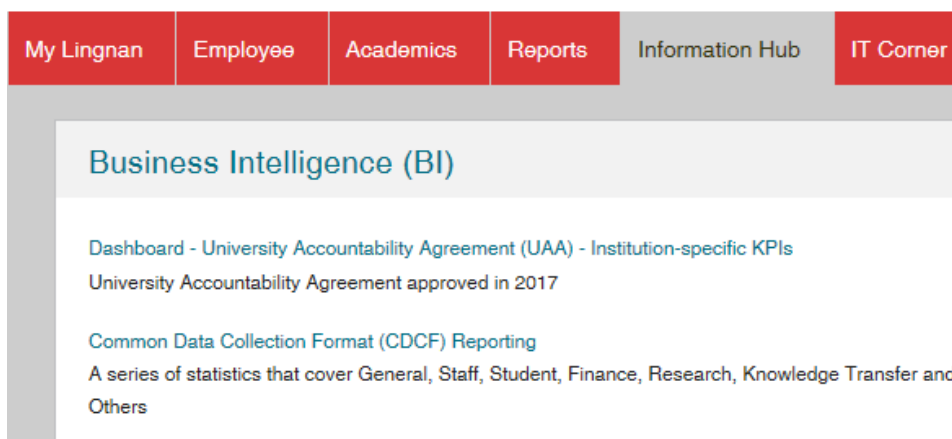 My Lingnan Employee Academics Reports Information Hub IT Corner
Business Intelligence (BI)
Dashboard - University Accountability Agreement (UAA) - Institution-specific KPIs
University Accountability Agreement approved in 2017
Common Data Collection Format (CDCF) Reporting
A series of statistics that cover General, Staff, Student, Finance, Research, Knowledge Transfer and
Others